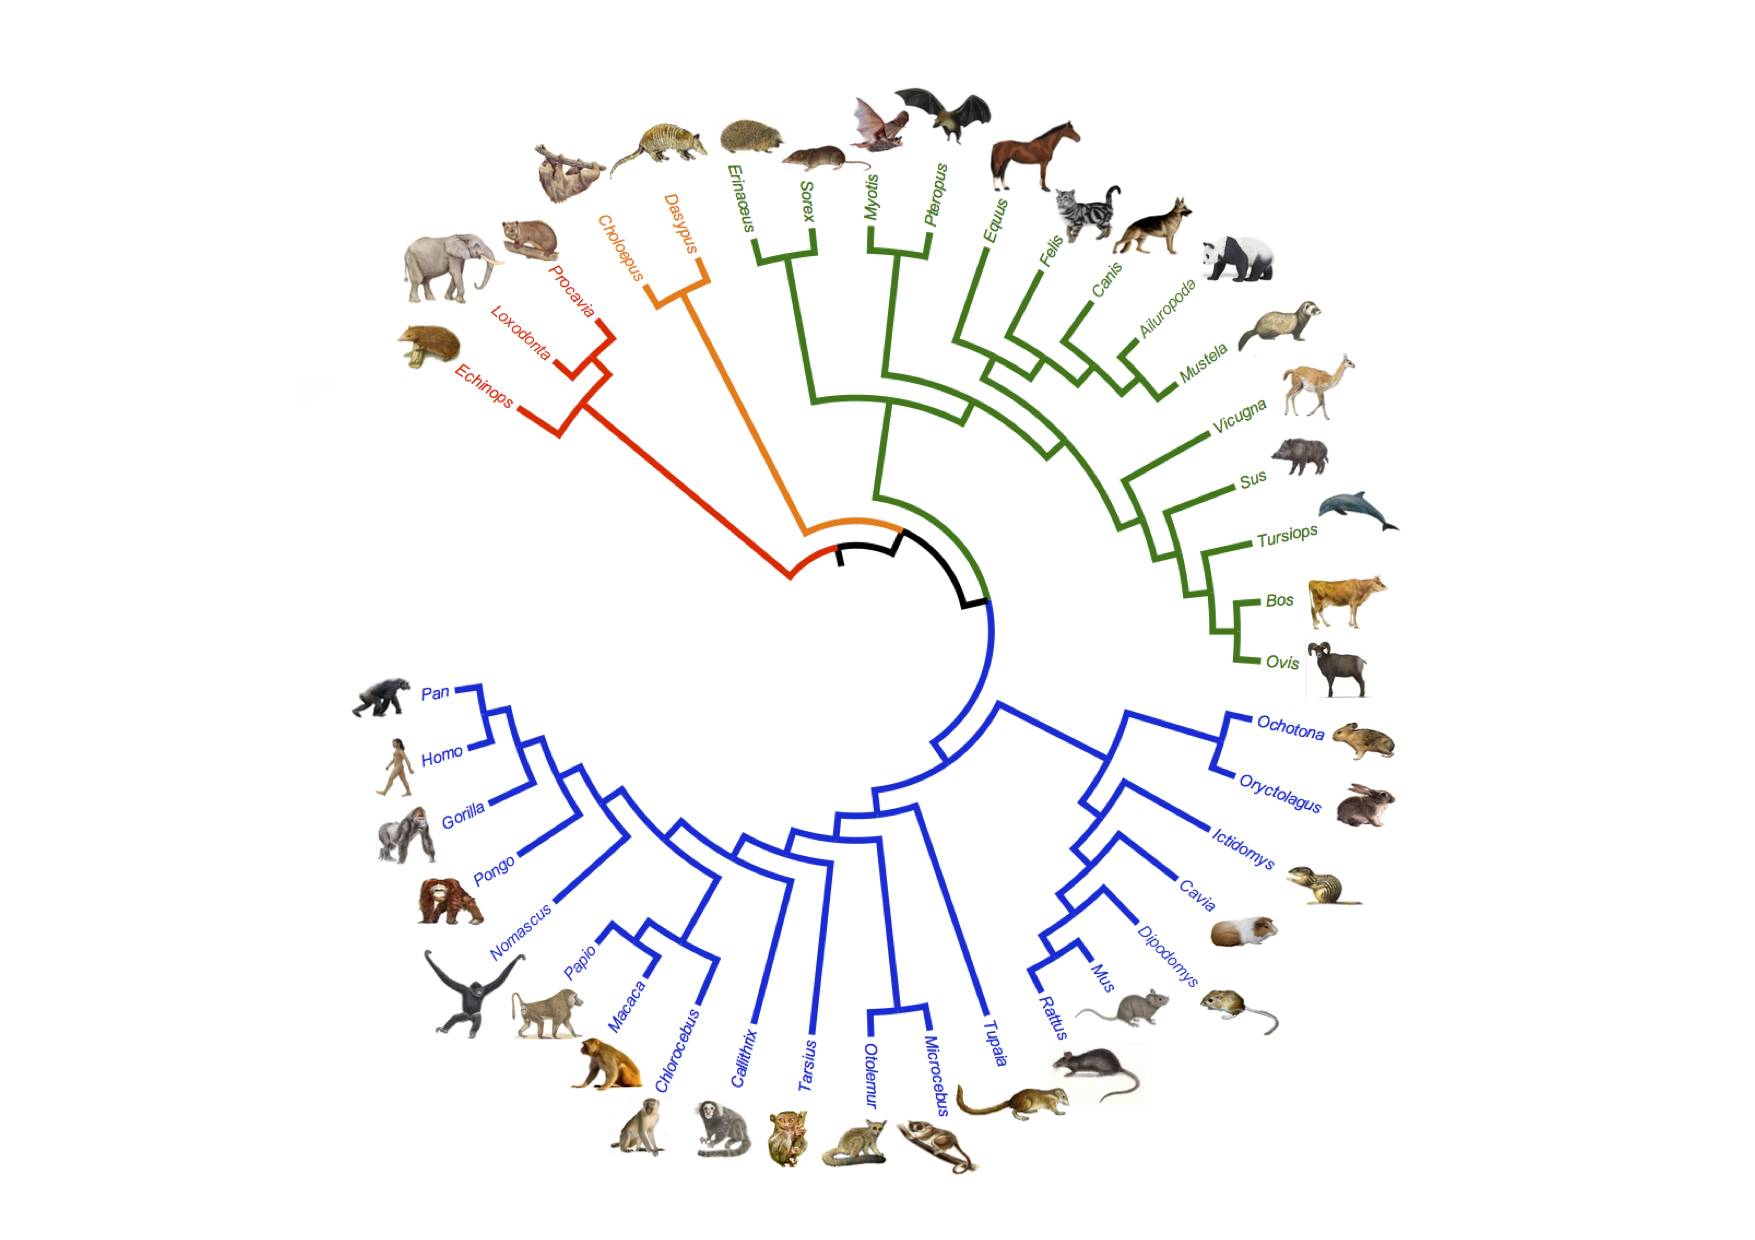 Echinops
Loxodonta
Procavia
Choloepus
Dasypus
Erinaceus
Sorex
Myotis
Pteropus
Equus
Felis
Canis
Ailuropoda
Mustela
Vicugna
Sus
Tursiops
Bos
Ovis
Ochotona
Oryctolagus
Ictidomys
Cavia
Dipodomys
Mus
Rattus
Tupaia
Microcebus
Otolemur
Tarsius
Callithrix
Chlorocebus
Macaca
Papio
Nomascus
Pongo
Gorilla
Homo
Pan